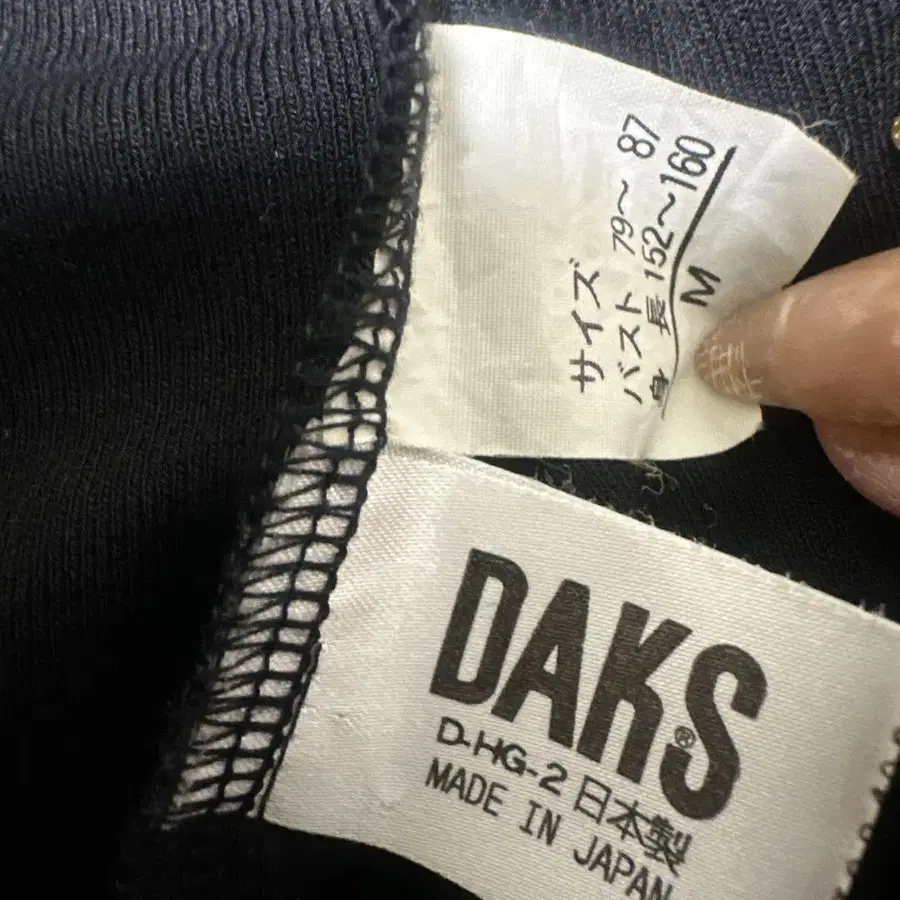 サイズ
バスト 79～87
身長 152～160
M
DAKS®
D-HG-2 日本製
MADE IN JAPAN